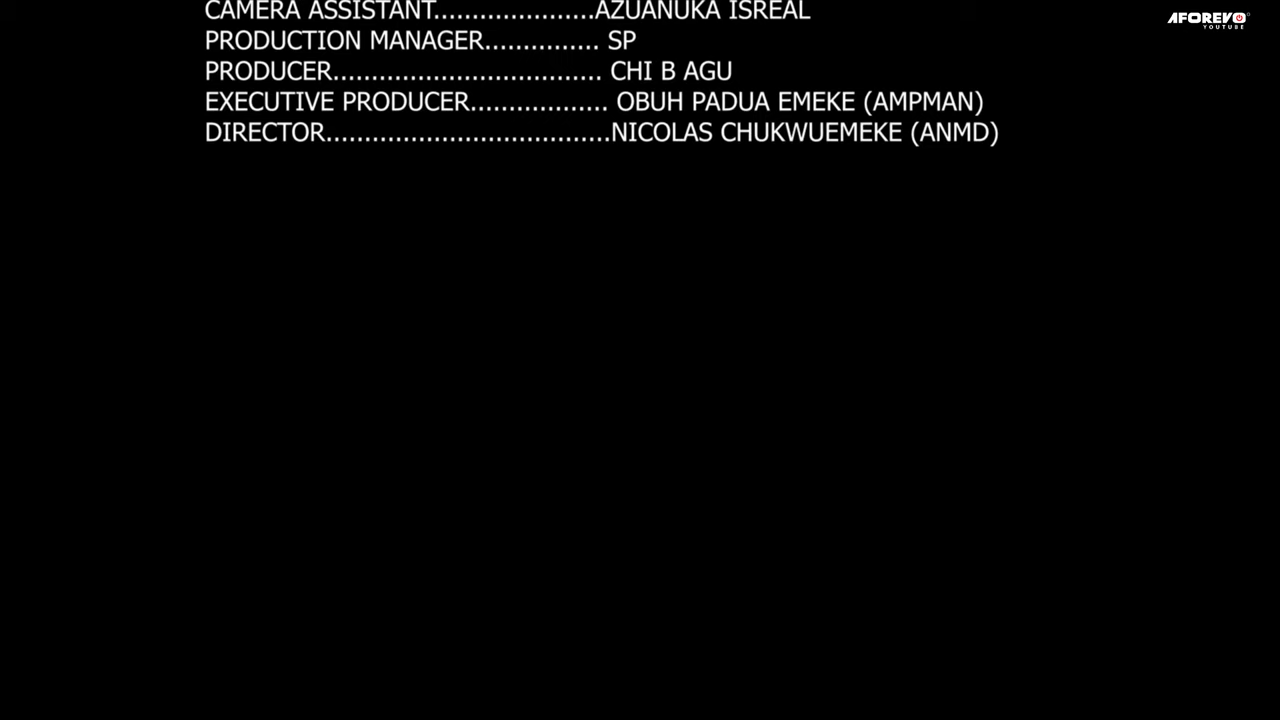 CAMERA ASSISTANT.....................AZUANUKA ISREAL
AFOREVO
YOUTUBE
PRODUCTION MANAGER............... SP
PRODUCER................................... CHI B AGU
EXECUTIVE PRODUCER.................. OBUH PADUA EMEKE (AMPMAN)
DIRECTOR.....................................NICOLAS CHUKWUEMEKE (ANMD)